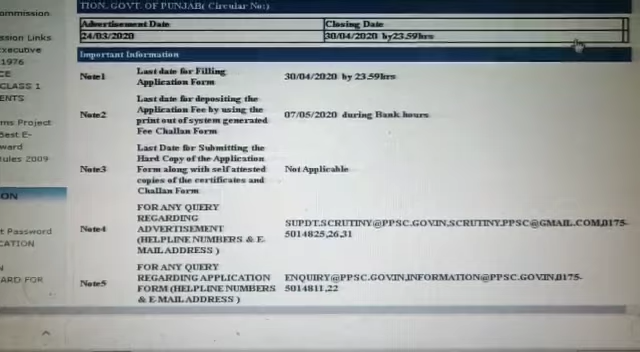 ommission
ssion Links
xecutive
1976
CE
CLASS 1
ENTS
ms Project
Best E-
ward
Rules 2009
ON
t Password
CATION
N
ARD FOR
TION, GOVT. OF PUNJAB( Circular No:)
Advertisement Date Closing Date
24/03/2020 30/04/2020 by23.59hrs
Important Information
Note1 Last date for Filling
Application Form 30/04/2020 by 23.59hrs
Note2 Last date for depositing the
Application Fee by using the
print out of system generated
Fee Challan Form 07/05/2020 during Bank hours
Note3 Last Date for Submitting the
Hard Copy of the Application
Form along with self attested
copies of the certificates and
Challan Form Not Applicable
Note4 FOR ANY QUERY
REGARDING
ADVERTISEMENT
(HELPLINE NUMBERS & E-
MAIL ADDRESS )
SUPDT.SCRUTINY@PPSC.GOV.IN,SCRUTINY.PPSC@GMAIL.COM,0175-
5014825,26,31
Note5 FOR ANY QUERY
REGARDING APPLICATION
FORM (HELPLINE NUMBERS
& E-MAIL ADDRESS )
ENQUIRY@PPSC.GOV.IN,INFORMATION@PPSC.GOV.IN,0175-
5014811,22